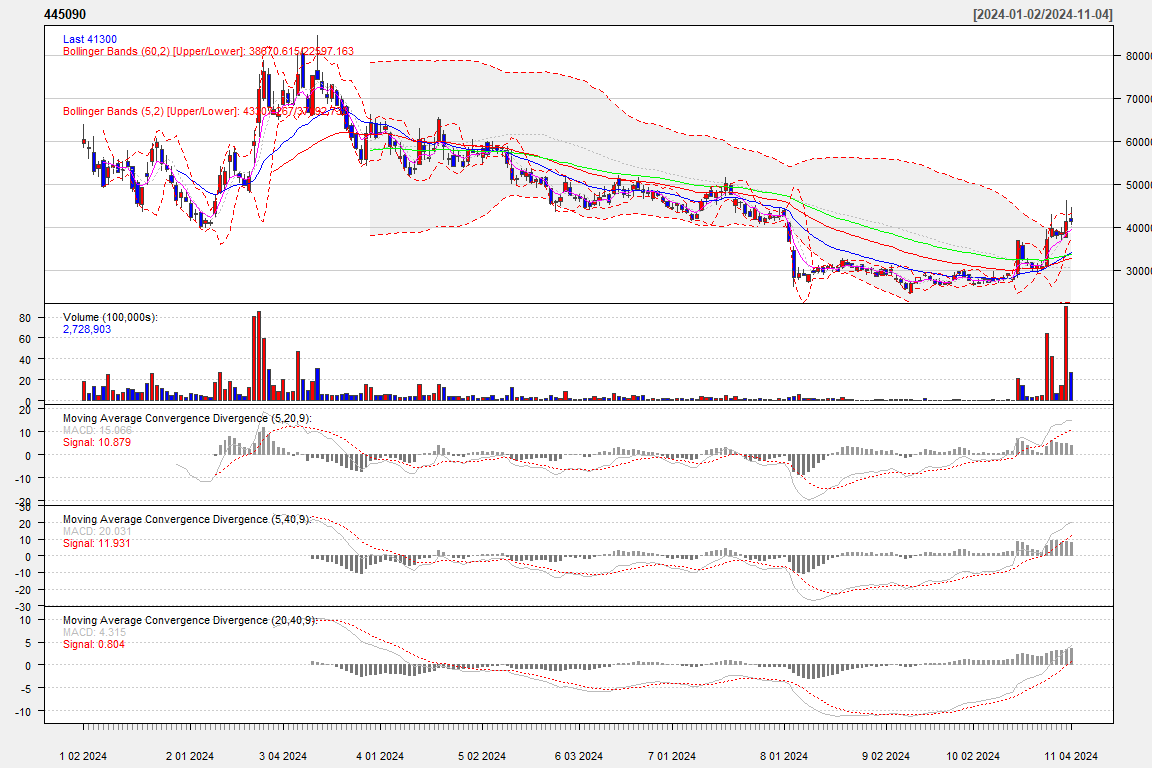 445090
[2024-01-02/2024-11-04]
Last 41300
Bollinger Bands (60,2) [Upper/Lower]: 38670.615/22597.163
Bollinger Bands (5,2) [Upper/Lower]:
80000
70000
60000
50000
40000
30000
Volume (100,000s):
2,728,903
80
60
40
20
0
Moving Average Convergence Divergence (5,20,9):
MACD: 15.066
Signal: 10.879
20
10
0
-10
-20
Moving Average Convergence Divergence (5,40,9):
MACD: 20.031
Signal: 11.931
30
20
10
0
-10
-20
-30
Moving Average Convergence Divergence (20,40,9):
MACD: 4.315
Signal: 0.804
10
5
0
-5
-10
1 02 2024
2 01 2024
3 04 2024
4 01 2024
5 02 2024
6 03 2024
7 01 2024
8 01 2024
9 02 2024
10 02 2024
11 04 2024